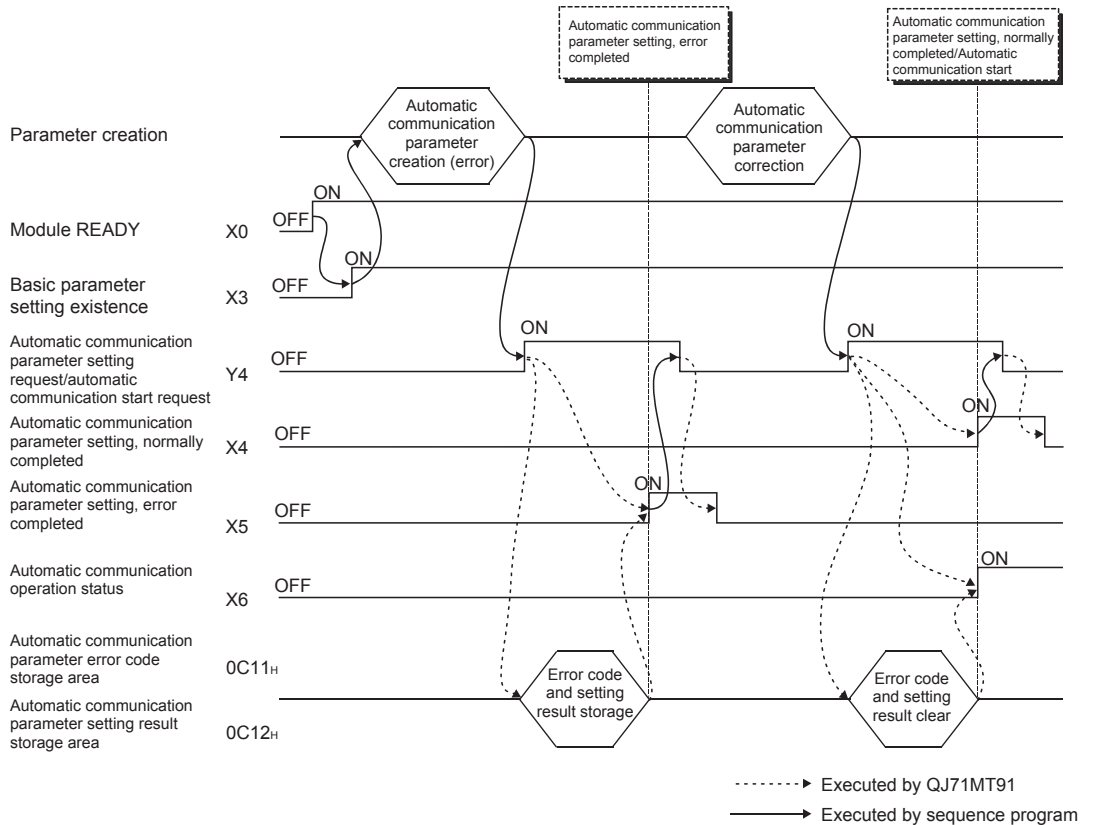 Automatic communication
parameter setting, error
completed
Automatic communication
parameter setting, normally
completed/Automatic
communication start
Parameter creation
Automatic
communication
parameter
creation (error)
Automatic
communication
parameter
correction
Module READY
X0
OFF
ON
Basic parameter
setting existence
X3
OFF
ON
Automatic communication
parameter setting
request/automatic
communication start request
Y4
OFF
ON
ON
Automatic communication
parameter setting, normally
completed
X4
OFF
ON
Automatic communication
parameter setting, error
completed
X5
OFF
ON
Automatic communication
operation status
X6
OFF
ON
Automatic communication
parameter error code
storage area
0C11H
Automatic communication
parameter setting result
storage area
0C12H
Error code
and setting
result storage
Error code
and setting
result clear
Executed by QJ71MT91
Executed by sequence program